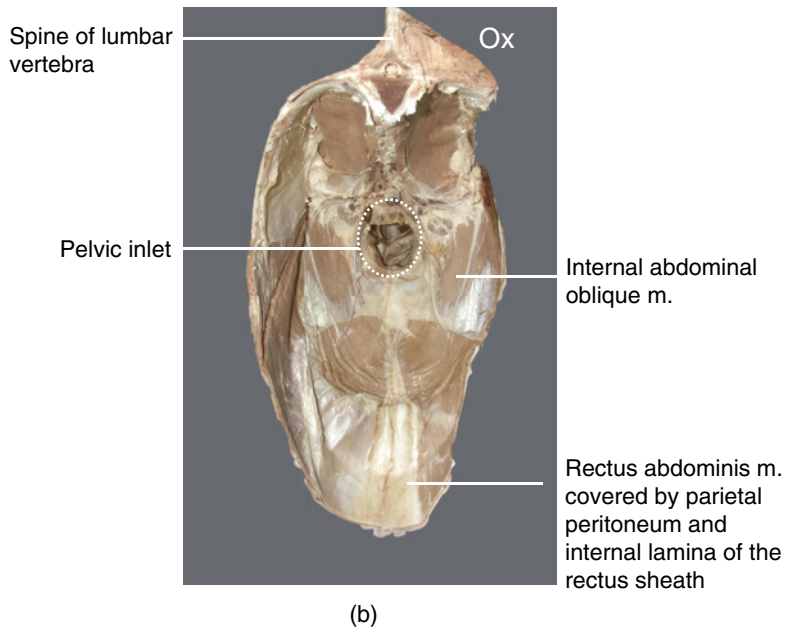 Spine of lumbar
vertebra
Ox
Pelvic inlet
Internal abdominal
oblique m.
Rectus abdominis m.
covered by parietal
peritoneum and
internal lamina of the
rectus sheath
(b)